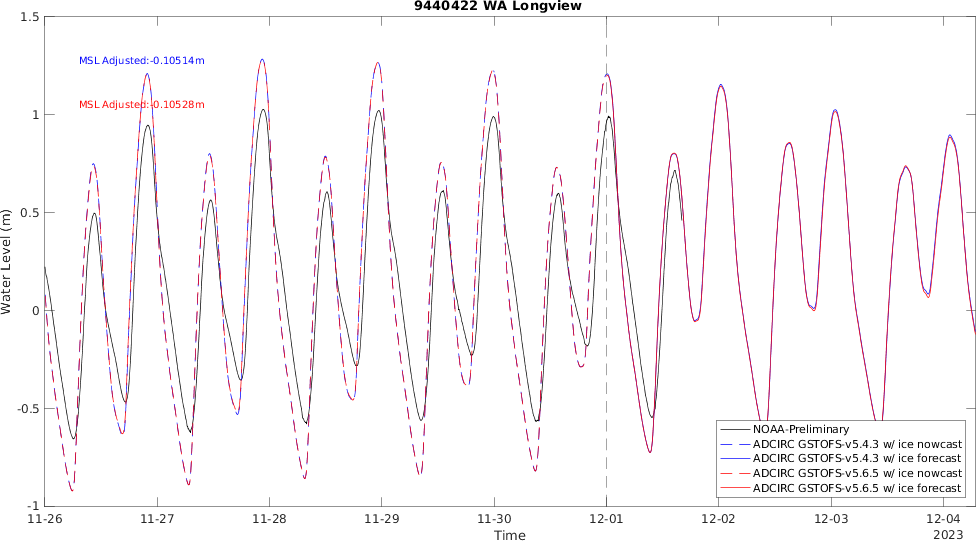 9440422 WA Longview
MSL Adjusted:-0.10514m
MSL Adjusted:-0.10528m
Water Level (m)
1.5
1
0.5
0
-0.5
-1
NOAA-Preliminary
ADCIRC GSTOFS-v5.4.3 w/ ice nowcast
ADCIRC GSTOFS-v5.4.3 w/ ice forecast
ADCIRC GSTOFS-v5.6.5 w/ ice nowcast
ADCIRC GSTOFS-v5.6.5 w/ ice forecast
11-26 11-27 11-28 11-29 11-30 12-01 12-02 12-03 12-04
Time
2023